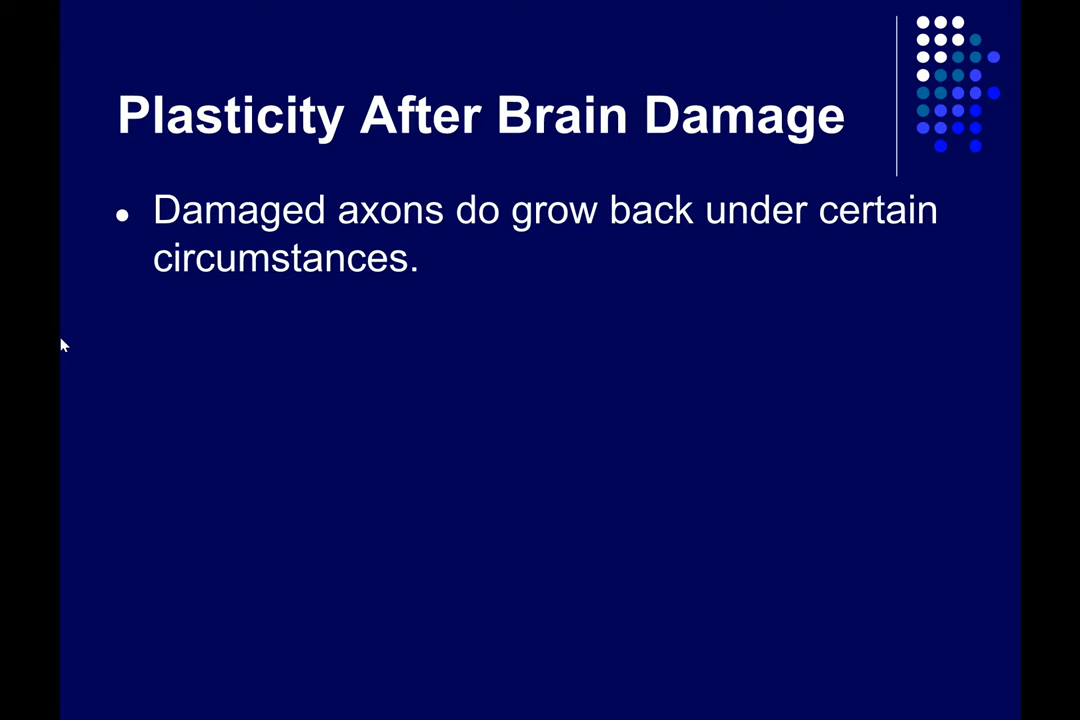 Plasticity After Brain Damage
● Damaged axons do grow back under certain
circumstances.